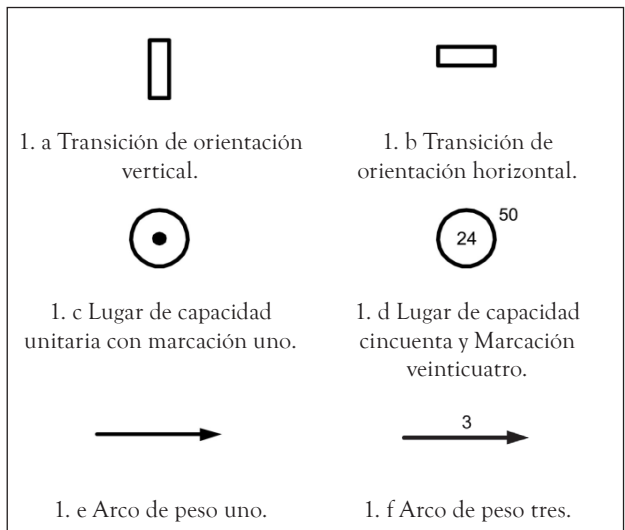 1. a Transición de orientación
vertical.
1. b Transición de
orientación horizontal.
50
24
1. c Lugar de capacidad
unitaria con marcación uno.
1. d Lugar de capacidad
cincuenta y Marcación
veinticuatro.
3
1. e Arco de peso uno.
1. f Arco de peso tres.